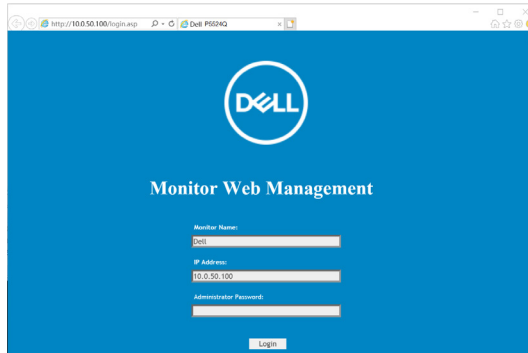 http://10.0.50.100/login.asp
Dell P5524Q
DELL
Monitor Web Management
Monitor Name:
Dell
IP Address:
10.0.50.100
Administrator Password:
Login